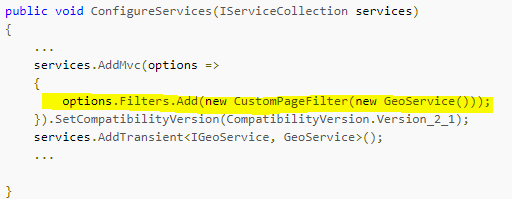 public void ConfigureServices(IServiceCollection services)
{
    ...
    services.AddMvc(options =>
    {
        options.Filters.Add(new CustomPageFilter(new GeoService()));
    }).SetCompatibilityVersion(CompatibilityVersion.Version_2_1);
    services.AddTransient<IGeoService, GeoService>();
    ...
}